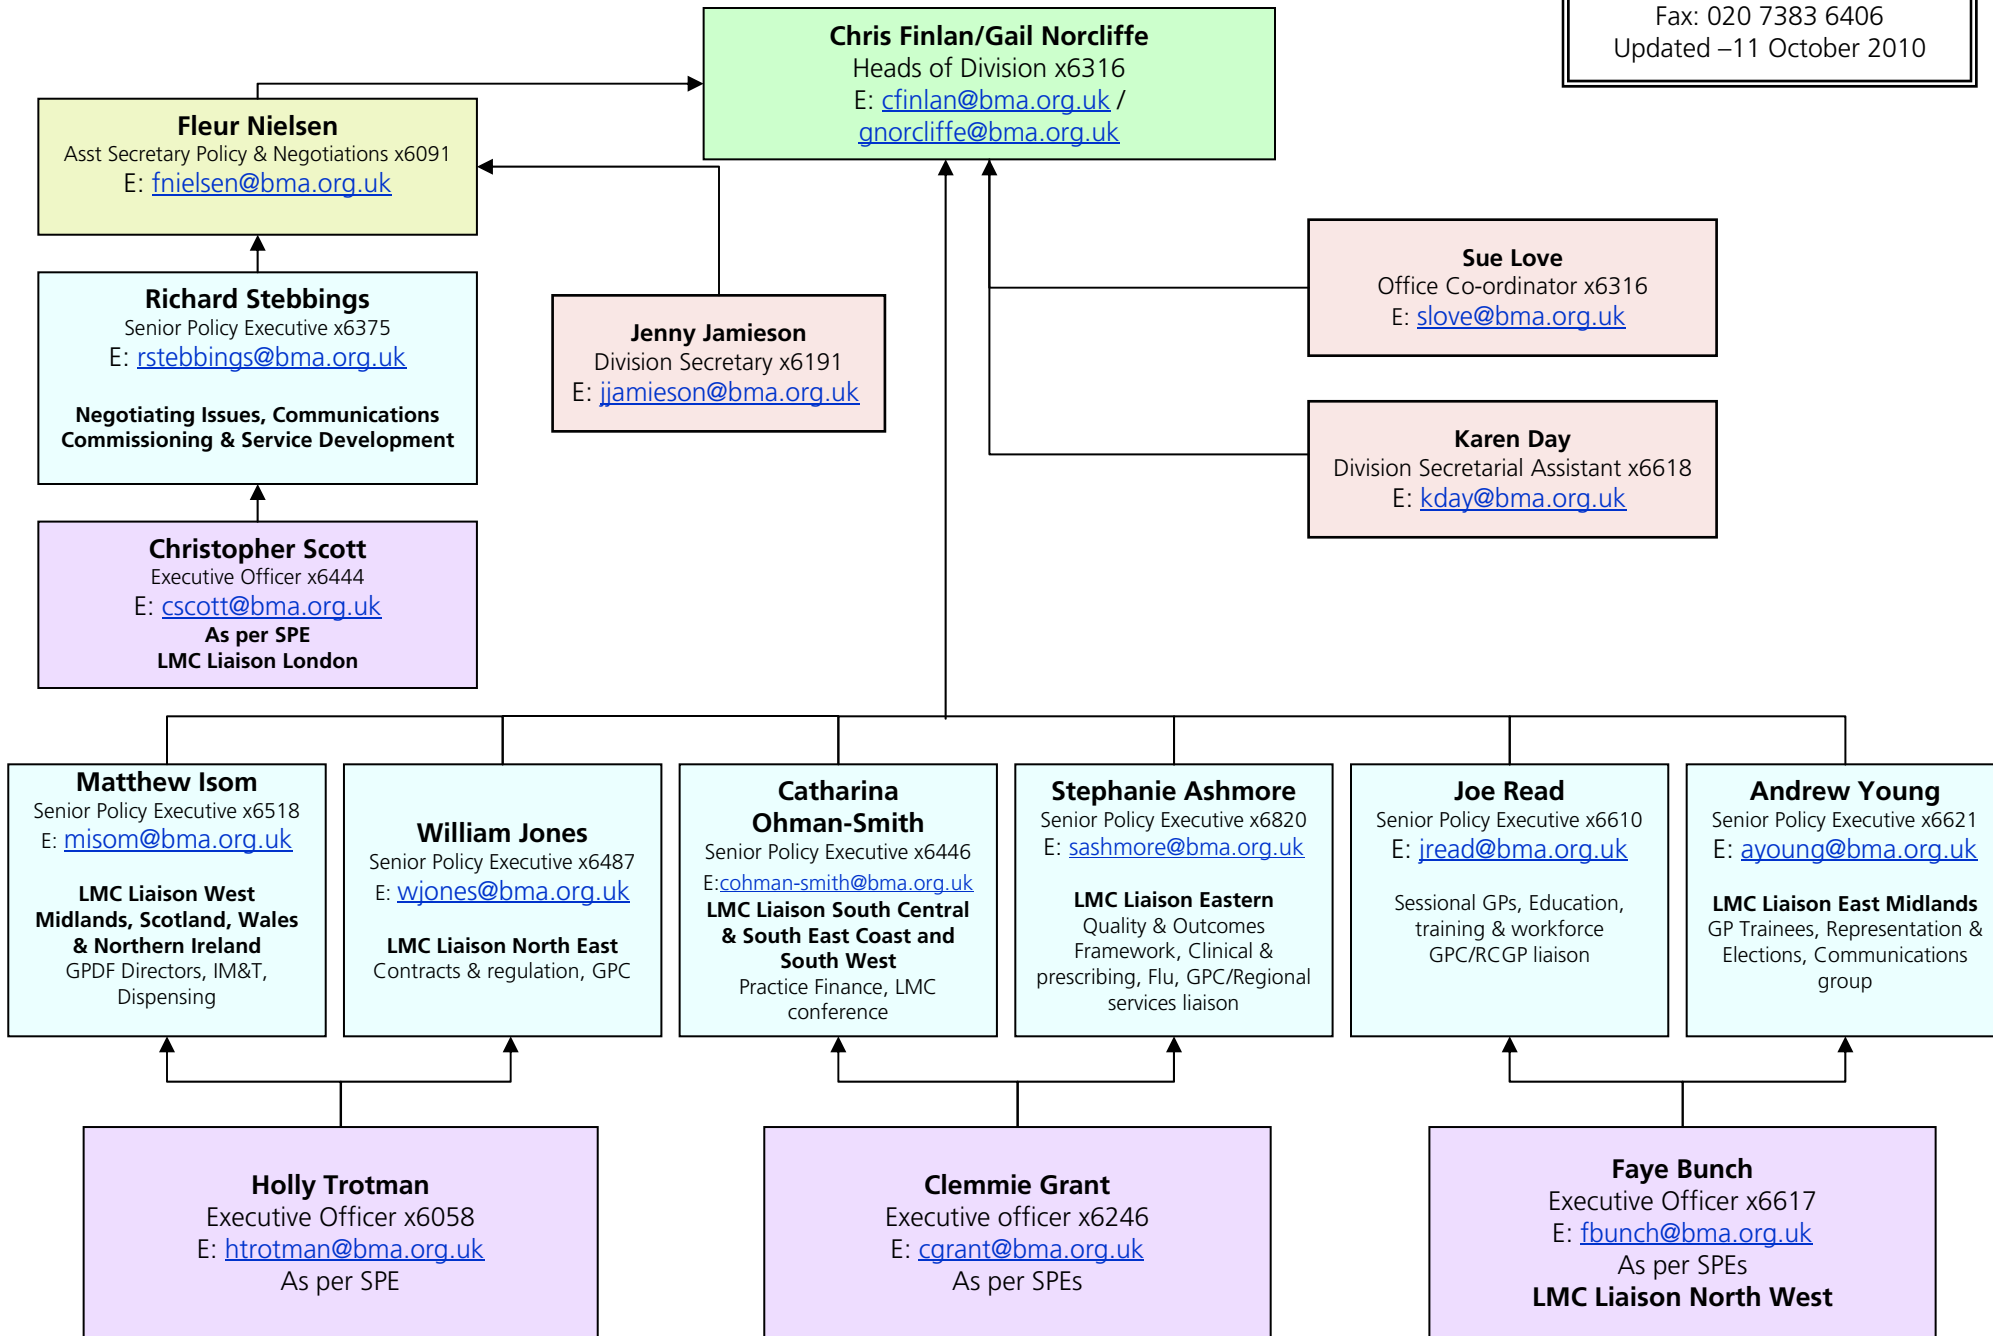 Fax: 020 7383 6406
Updated –11 October 2010
Chris Finlan/Gail Norcliffe
Heads of Division x6316
E: cfinlan@bma.org.uk /
gnorcliffe@bma.org.uk
Fleur Nielsen
Asst Secretary Policy & Negotiations x6091
E: fnielsen@bma.org.uk
Richard Stebbings
Senior Policy Executive x6375
E: rstebbings@bma.org.uk
Negotiating Issues, Communications
Commissioning & Service Development
Jenny Jamieson
Division Secretary x6191
E: jjamieson@bma.org.uk
Sue Love
Office Co-ordinator x6316
E: slove@bma.org.uk
Karen Day
Division Secretarial Assistant x6618
E: kday@bma.org.uk
Christopher Scott
Executive Officer x6444
E: cscott@bma.org.uk
As per SPE
LMC Liaison London
Matthew Isom
Senior Policy Executive x6518
E: misom@bma.org.uk
LMC Liaison West
Midlands, Scotland, Wales
& Northern Ireland
GPDF Directors, IM&T,
Dispensing
William Jones
Senior Policy Executive x6487
E: wjones@bma.org.uk
LMC Liaison North East
Contracts & regulation, GPC
Catharina
Ohman-Smith
Senior Policy Executive x6446
E:cohman-smith@bma.org.uk
LMC Liaison South Central
& South East Coast and
South West
Practice Finance, LMC
conference
Stephanie Ashmore
Senior Policy Executive x6820
E: sashmore@bma.org.uk
LMC Liaison Eastern
Quality & Outcomes
Framework, Clinical &
prescribing, Flu, GPC/Regional
services liaison
Joe Read
Senior Policy Executive x6610
E: jread@bma.org.uk
Sessional GPs, Education,
training & workforce
GPC/RCGP liaison
Andrew Young
Senior Policy Executive x6621
E: ayoung@bma.org.uk
LMC Liaison East Midlands
GP Trainees, Representation &
Elections, Communications
group
Holly Trotman
Executive Officer x6058
E: htrotman@bma.org.uk
As per SPE
Clemmie Grant
Executive officer x6246
E: cgrant@bma.org.uk
As per SPEs
Faye Bunch
Executive Officer x6617
E: fbunch@bma.org.uk
As per SPEs
LMC Liaison North West